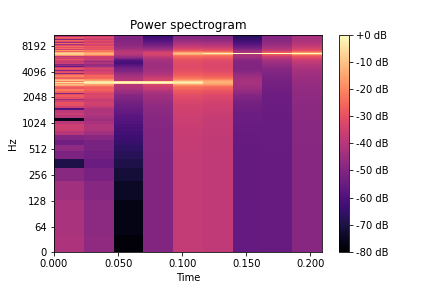 Power spectrogram
8192
4096
2048
1024
512
256
128
64
0
Hz
0.000 0.050 0.100 0.150 0.200
Time
+0 dB
-10 dB
-20 dB
-30 dB
-40 dB
-50 dB
-60 dB
-70 dB
-80 dB